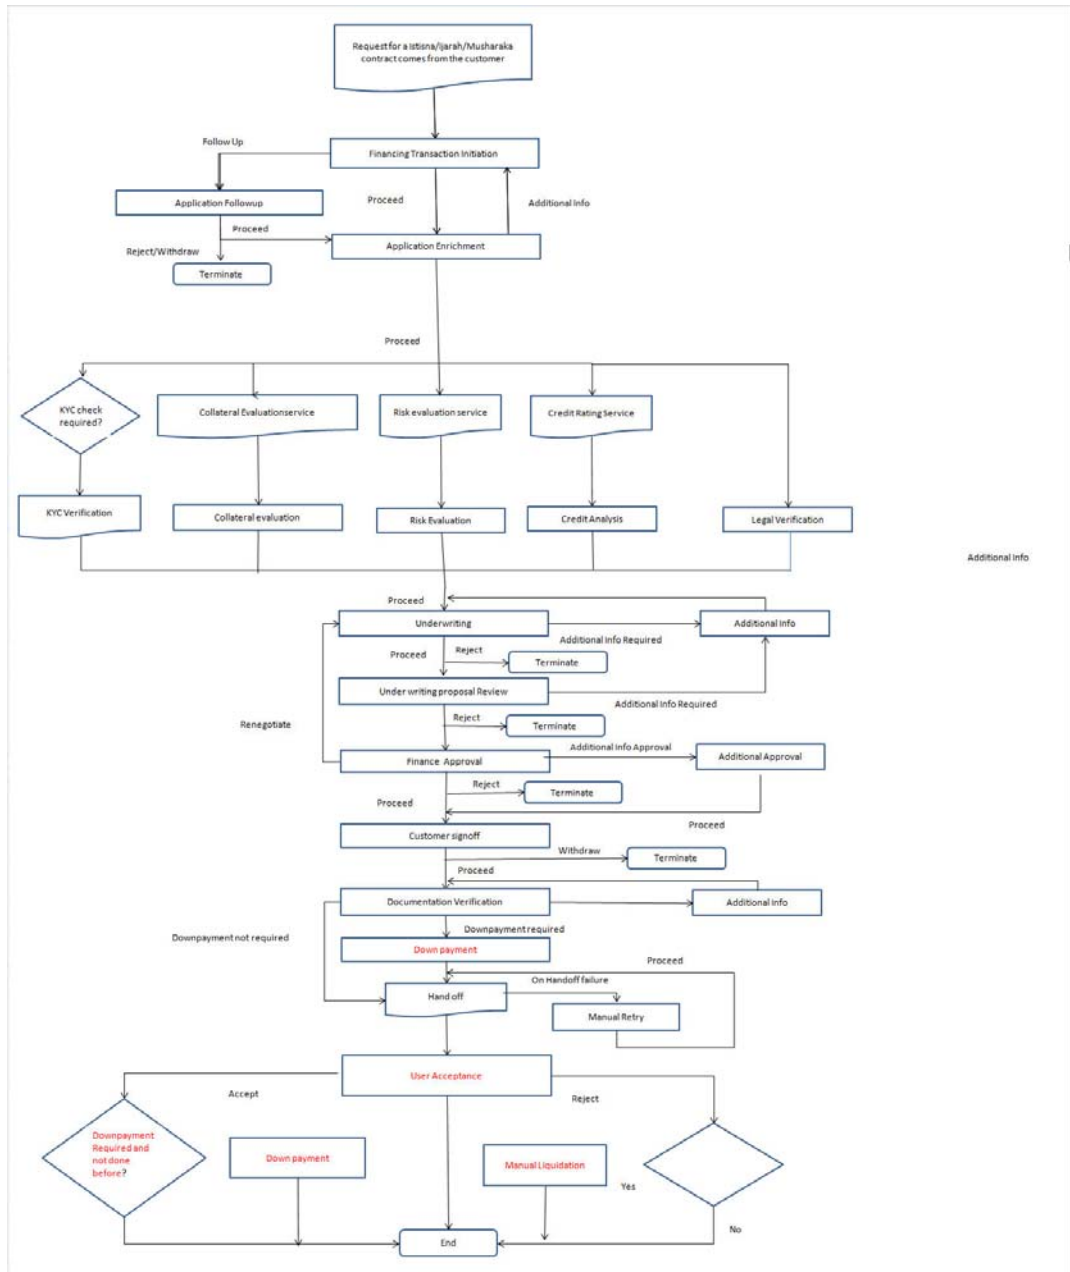 Request for a Istisna/Ijarah/Musharaka
contract comes from the customer
Follow Up
Financing Transaction Initiation
Proceed
Additional Info
Application Followup
Proceed
Application Enrichment
Reject/Withdraw
Terminate
Proceed
KYC check
required?
Collateral Evaluationservice
Risk evaluation service
Credit Rating Service
KYC Verification
Collateral evaluation
Risk Evaluation
Credit Analysis
Legal Verification
Additional Info
Proceed
Underwriting
Additional Info
Additional Info Required
Proceed
Reject
Terminate
Under writing proposal Review
Additional Info Required
Renegotiate
Reject
Terminate
Additional Info Approval
Finance Approval
Additional Approval
Reject
Terminate
Proceed
Proceed
Customer signoff
Withdraw
Terminate
Proceed
Documentation Verification
Additional Info
Downpayment not required
Downpayment required
Down payment
Proceed
On Handoff failure
Hand off
Manual Retry
User Acceptance
Accept
Reject
Downpayment
Required and
not done
before?
Down payment
Manual Liquidation
Yes
No
End